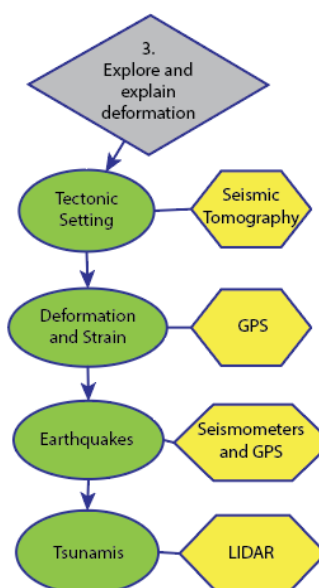 3.
Explore and
explain
deformation
Tectonic
Setting
Seismic
Tomography
Deformation
and Strain
GPS
Earthquakes
Seismometers
and GPS
Tsunamis
LIDAR